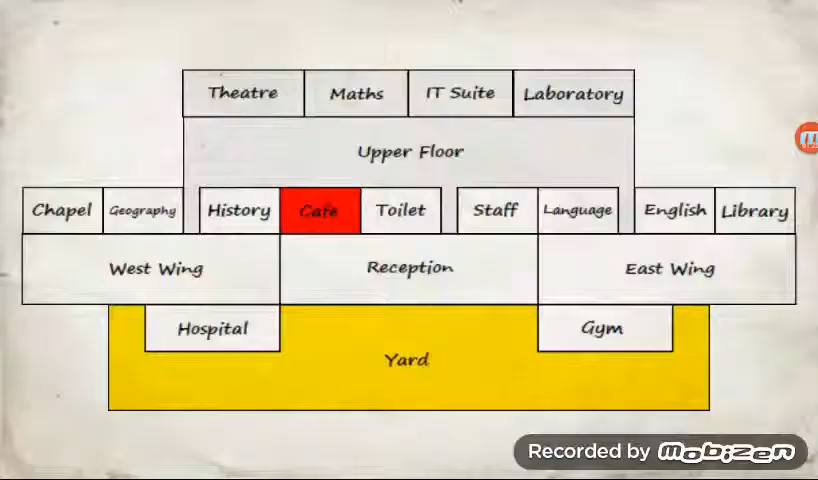 Theatre Maths IT Suite Laboratory
Upper Floor
Chapel Geography History Cafe Toilet Staff Language English Library
West Wing Reception East Wing
Hospital Gym
Yard
Recorded by mobizen